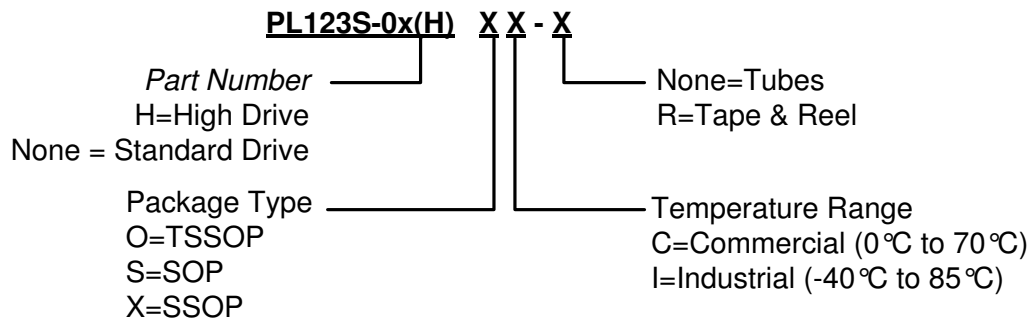 PL123S-0x(H) X X - X
Part Number
H=High Drive
None = Standard Drive
None=Tubes
R=Tape & Reel
Package Type
O=TSSOP
S=SOP
X=SSOP
Temperature Range
C=Commercial (0°C to 70°C)
I=Industrial (-40°C to 85°C)